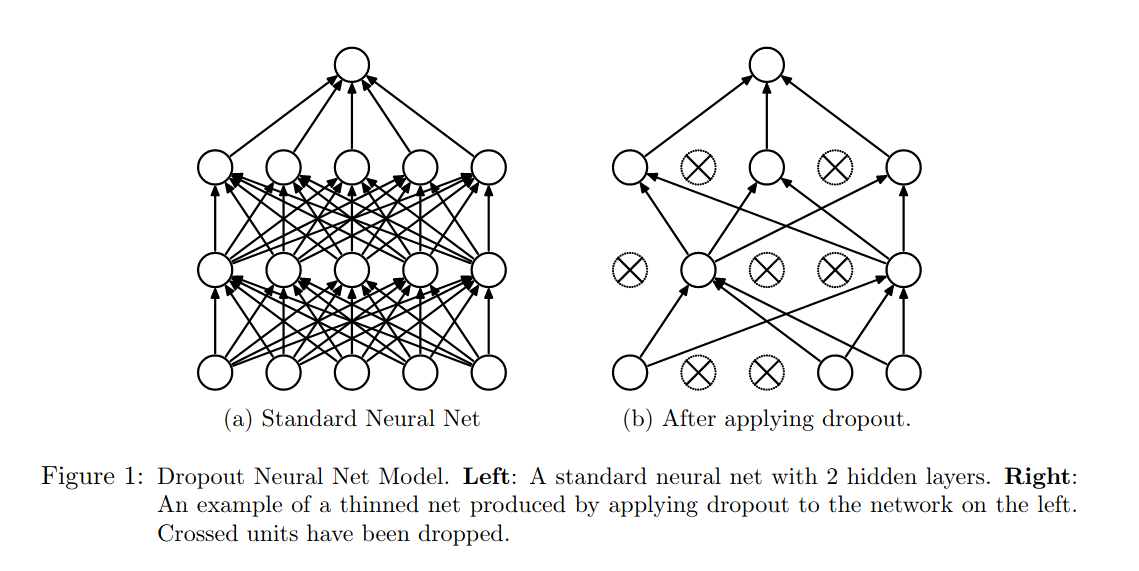 (a) Standard Neural Net
(b) After applying dropout.
Figure 1: Dropout Neural Net Model. Left: A standard neural net with 2 hidden layers. Right:
An example of a thinned net produced by applying dropout to the network on the left.
Crossed units have been dropped.